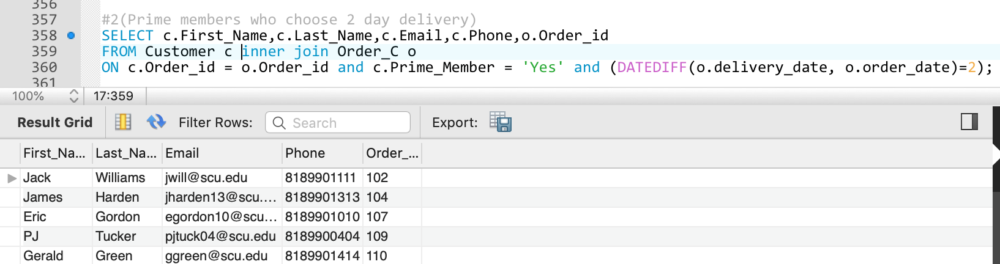 356
357 #2(Prime members who choose 2 day delivery)
358 SELECT c.First_Name,c.Last_Name,c.Email,c.Phone,o.Order_id
359 FROM Customer c inner join Order_C o
360 ON c.Order_id = o.Order_id and c.Prime_Member = 'Yes' and (DATEDIFF(o.delivery_date, o.order_date)=2);
361
100% 17:359
Result Grid Filter Rows: Search Export:
First_Na... Last_Na... Email Phone Order_...
Jack Williams jwill@scu.edu 8189901111 102
James Harden jharden13@scu.... 8189901313 104
Eric Gordon egordon10@scu... 8189901010 107
PJ Tucker pjtuck04@scu.edu 8189900404 109
Gerald Green ggreen@scu.edu 8189901414 110